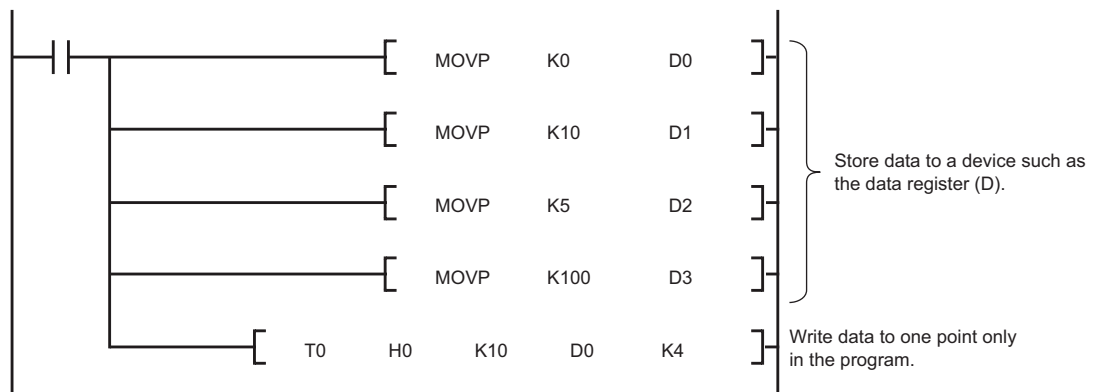 MOVP K0 D0
MOVP K10 D1
MOVP K5 D2
MOVP K100 D3
Store data to a device such as
the data register (D).
T0 H0 K10 D0 K4
Write data to one point only
in the program.